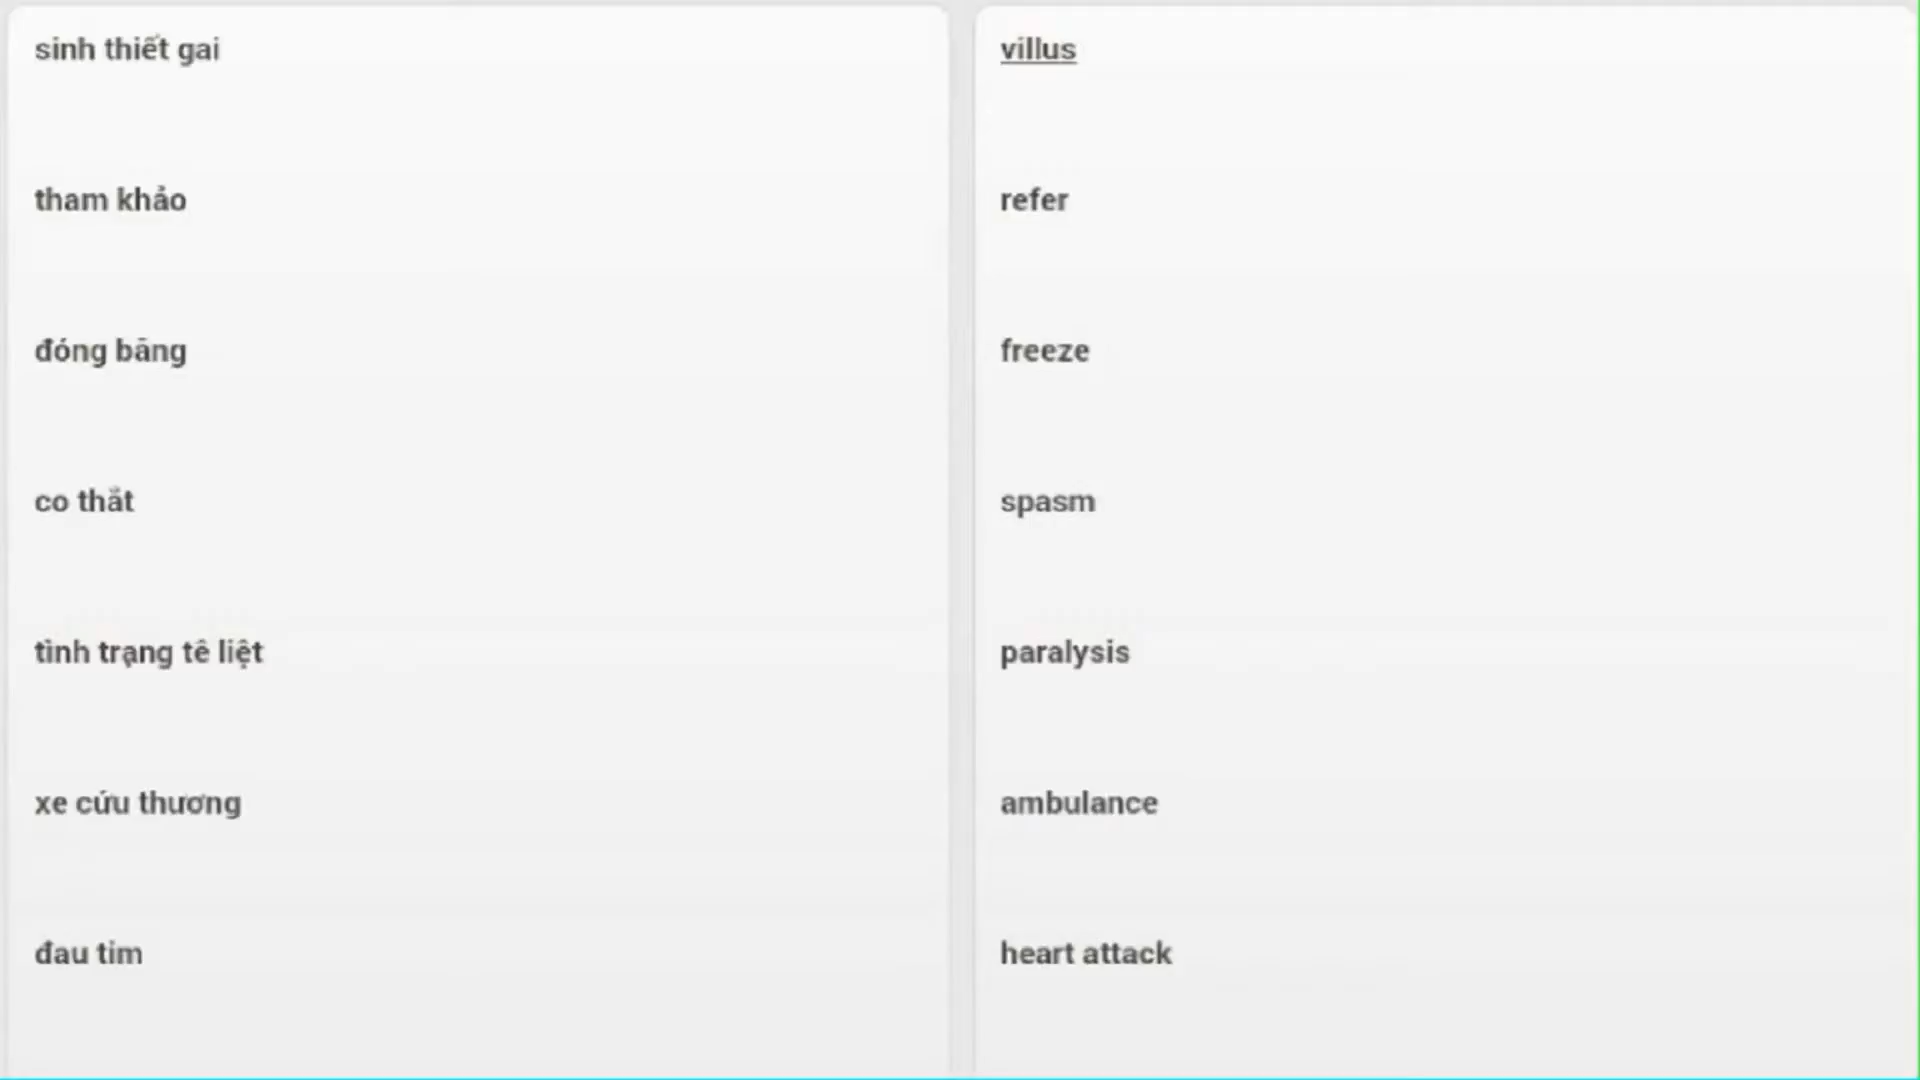 sinh thiết gai
villus
tham khảo
refer
đóng băng
freeze
co thắt
spasm
tình trạng tê liệt
paralysis
xe cứu thương
ambulance
đau tim
heart attack